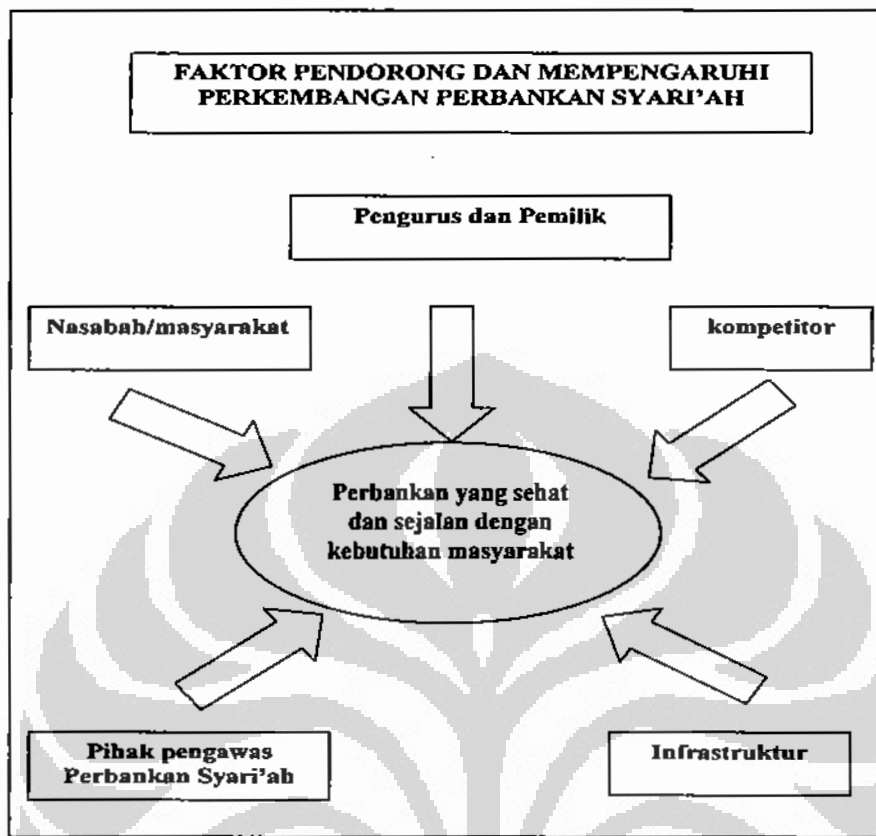 FAKTOR PENDORONG DAN MEMPENGARUHI
PERKEMBANGAN PERBANKAN SYARI'AH
Pengurus dan Pemilik
Nasabah/masyarakat
kompetitor
Perbankan yang sehat
dan sejalan dengan
kebutuhan masyarakat
Pihak pengawas
Perbankan Syari'ah
Infrastruktur